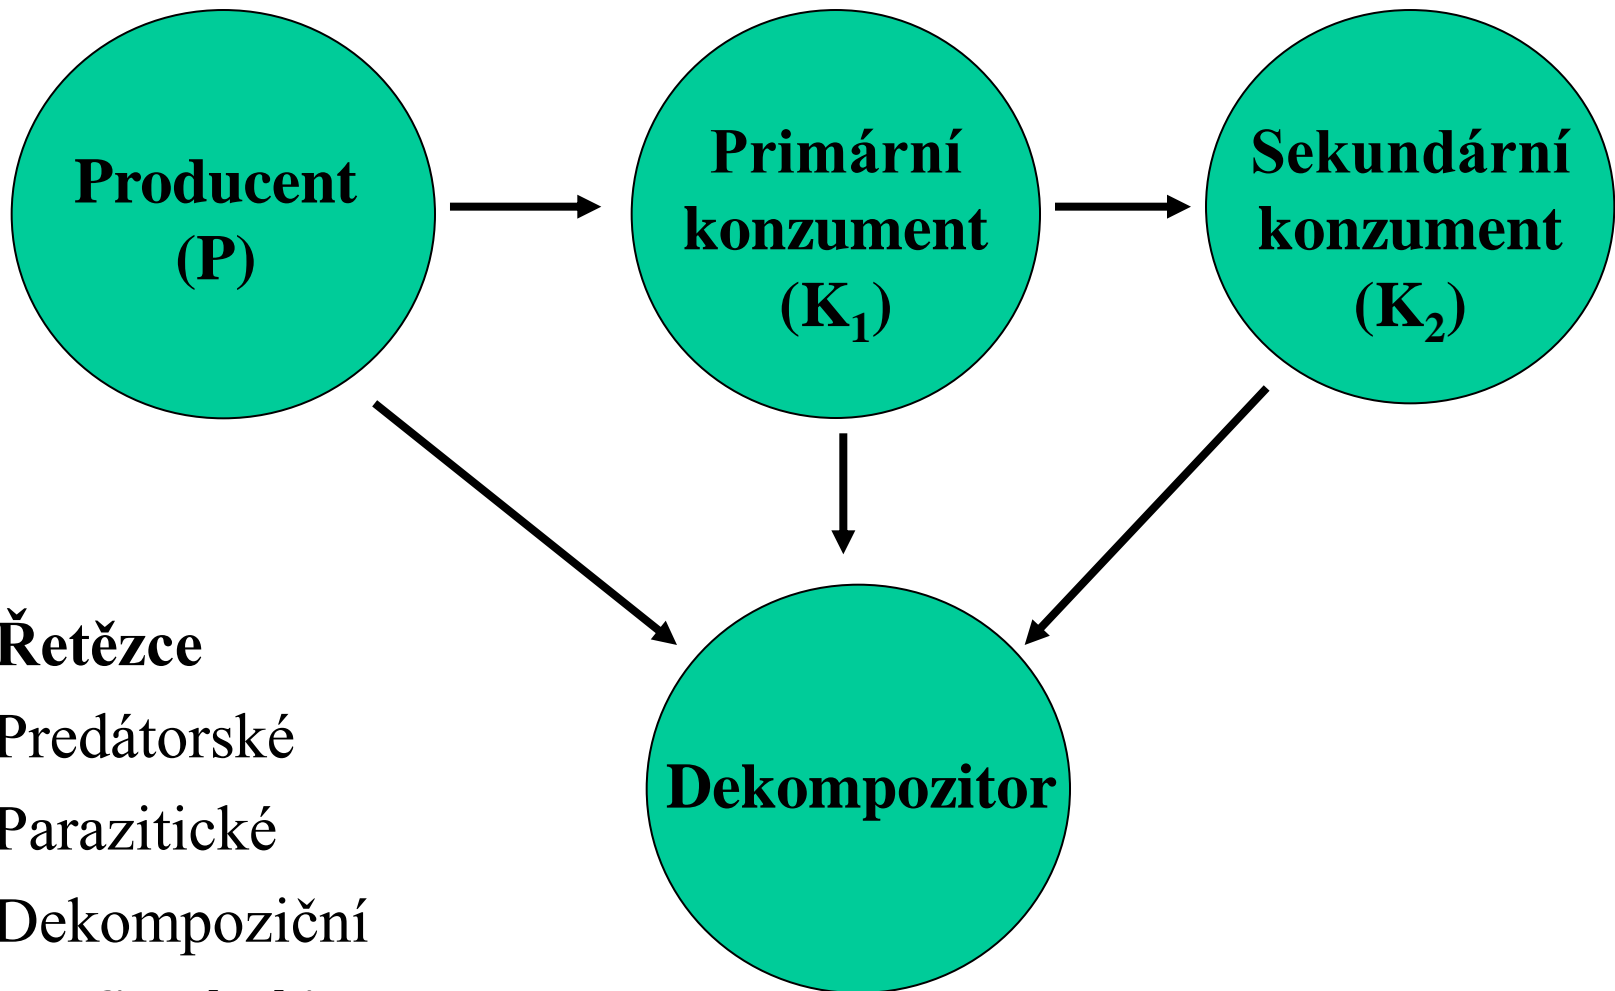 Producent
(P)
Primární
konzument
(K₁)
Sekundární
konzument
(K₂)
Dekompozitor
Řetězce
Predátorské
Parazitické
Dekompoziční